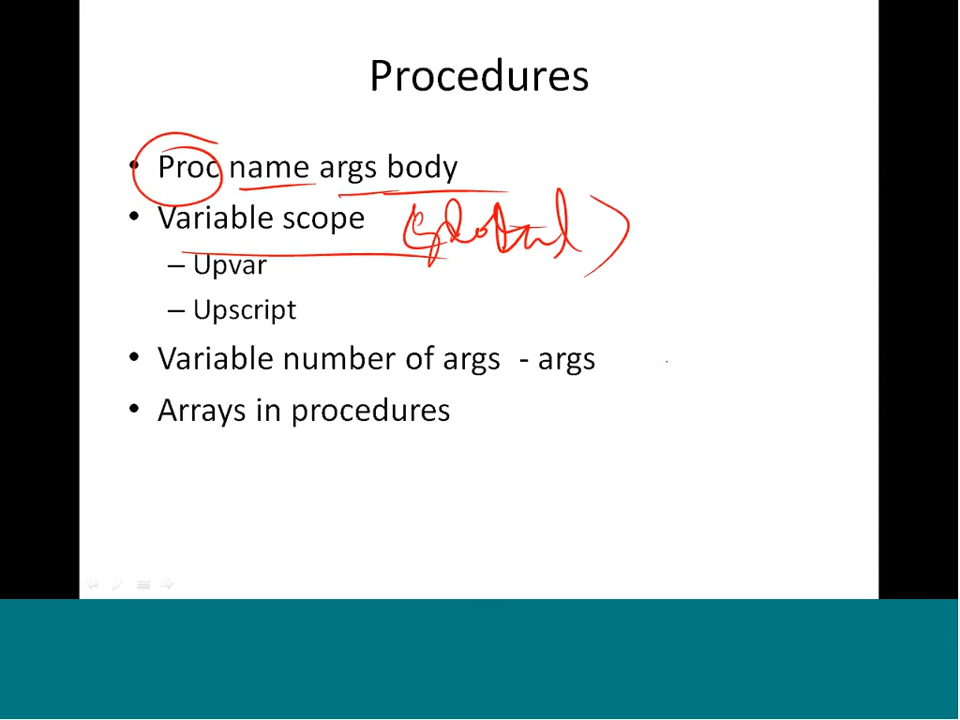 Procedures
• Proc name args body
• Variable scope (global)
– Upvar
– Upscript
• Variable number of args - args
• Arrays in procedures